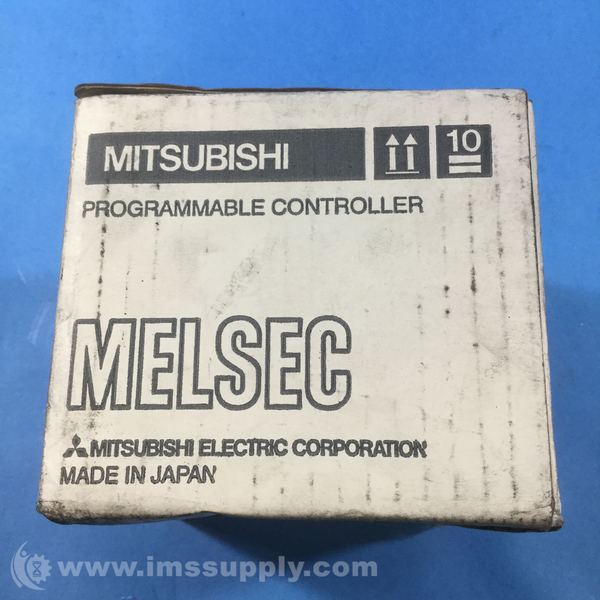 MITSUBISHI
10
PROGRAMMABLE CONTROLLER
MELSEC
MITSUBISHI ELECTRIC CORPORATION
MADE IN JAPAN
www.imssupply.com